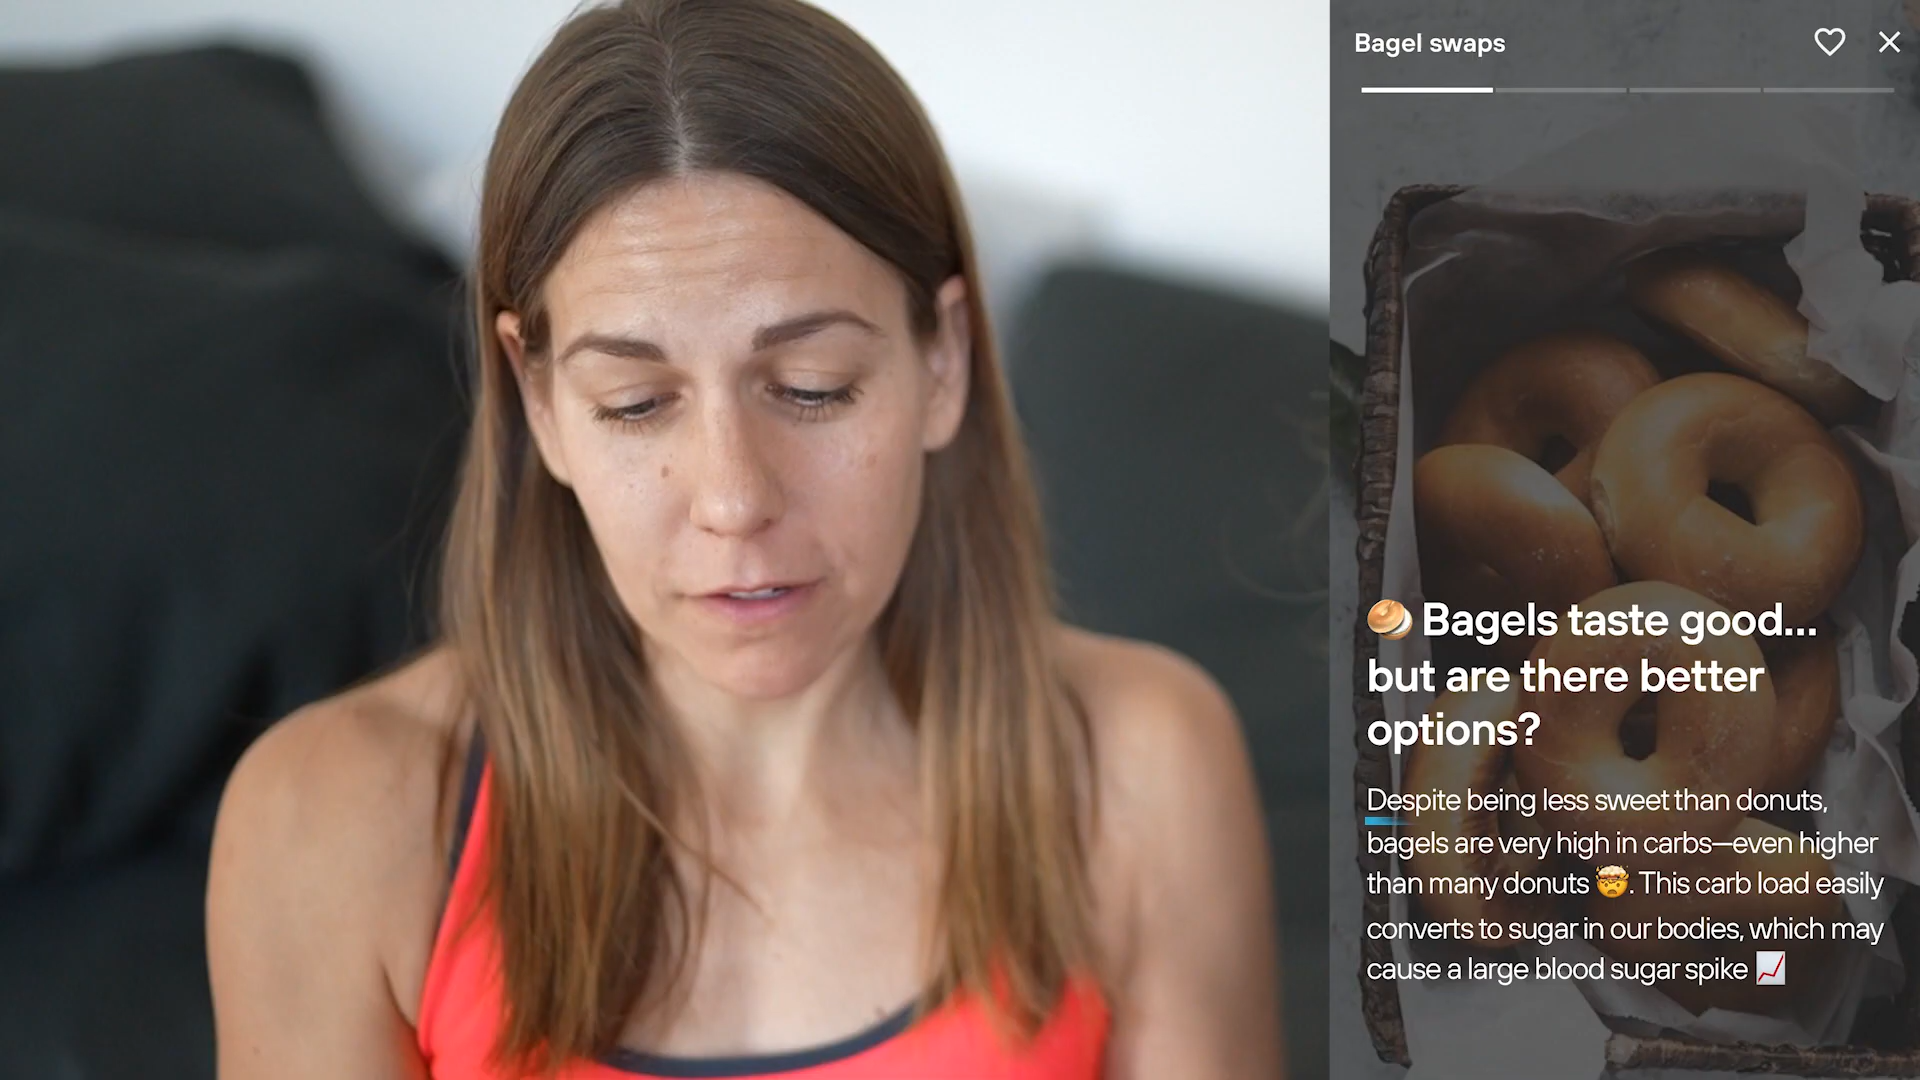 Bagel swaps
🥯 Bagels taste good...
but are there better
options?
Despite being less sweet than donuts,
bagels are very high in carbs—even higher
than many donuts 🤯. This carb load easily
converts to sugar in our bodies, which may
cause a large blood sugar spike 📈